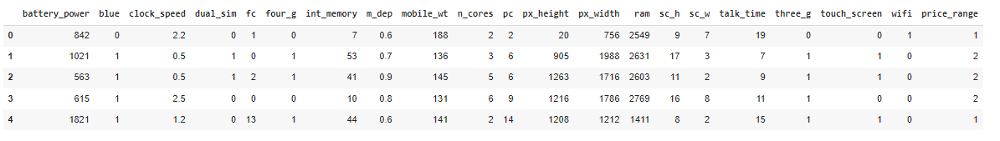 battery_power blue clock_speed dual_sim fc four_g int_memory m_dep mobile_wt n_cores pc px_height px_width ram sc_h sc_w talk_time three_g touch_screen wifi price_range
0 842 0 2.2 0 1 0 7 0.6 188 2 2 20 756 2549 9 7 19 0 0 1 1
1 1021 1 0.5 1 0 1 53 0.7 136 3 6 905 1988 2631 17 3 7 1 1 0 2
2 563 1 0.5 1 2 1 41 0.9 145 5 6 1263 1716 2603 11 2 9 1 1 0 2
3 615 1 2.5 0 0 0 10 0.8 131 6 9 1216 1786 2769 16 8 11 1 0 0 2
4 1821 1 1.2 0 13 1 44 0.6 141 2 14 1208 1212 1411 8 2 15 1 1 0 1